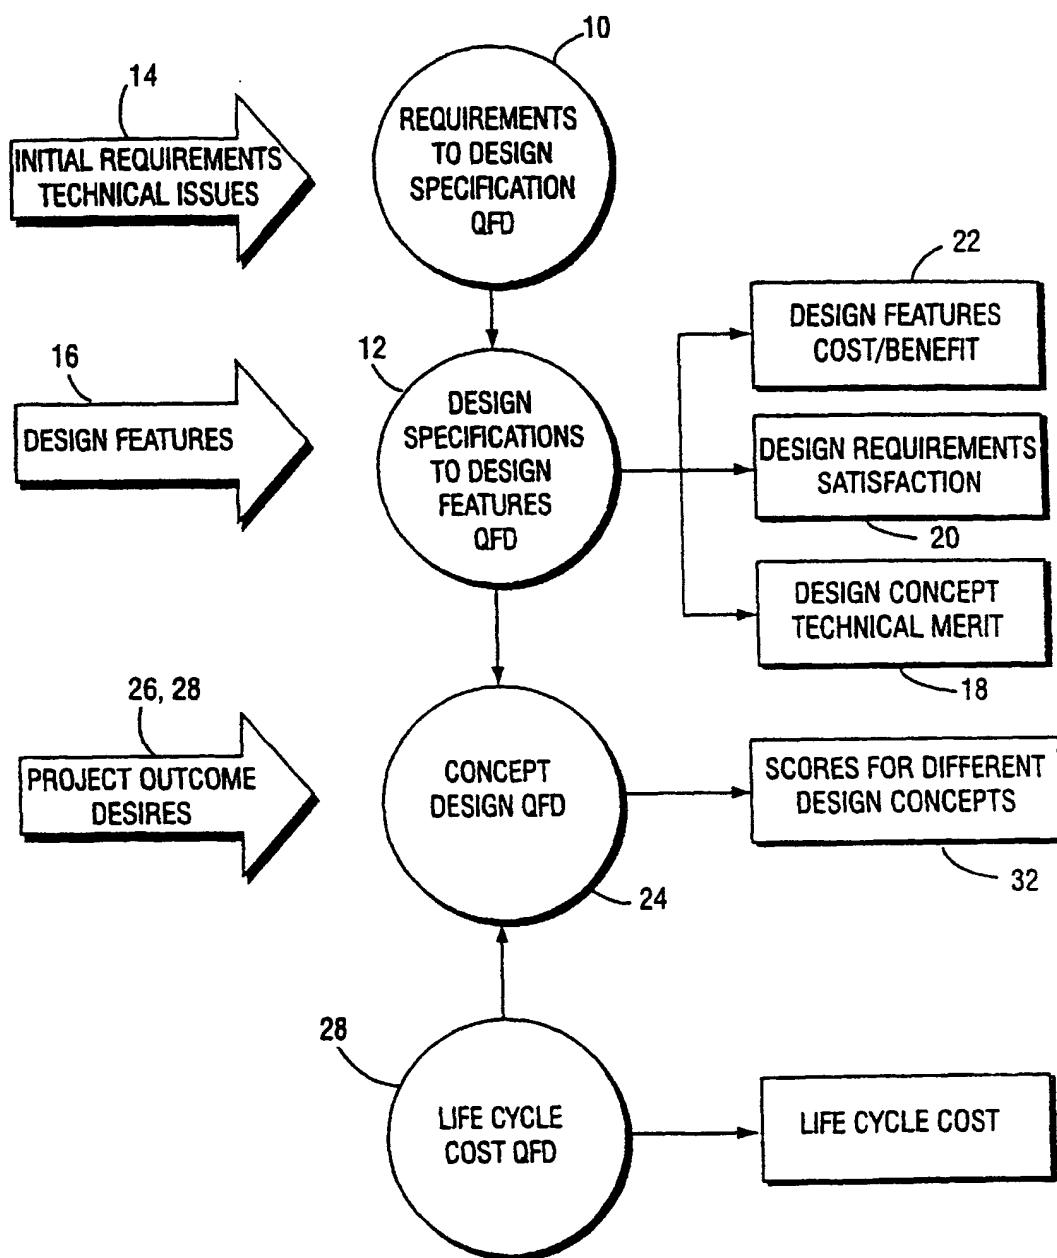 10
14
REQUIREMENTS
TO DESIGN
SPECIFICATION
QFD
INITIAL REQUIREMENTS
TECHNICAL ISSUES
22
DESIGN FEATURES
COST/BENEFIT
16
12
DESIGN FEATURES
DESIGN
SPECIFICATIONS
TO DESIGN
FEATURES
QFD
DESIGN REQUIREMENTS
SATISFACTION
20
DESIGN CONCEPT
TECHNICAL MERIT
18
26, 28
PROJECT OUTCOME
DESIRES
CONCEPT
DESIGN QFD
SCORES FOR DIFFERENT
DESIGN CONCEPTS
24
32
28
LIFE CYCLE
COST QFD
LIFE CYCLE COST